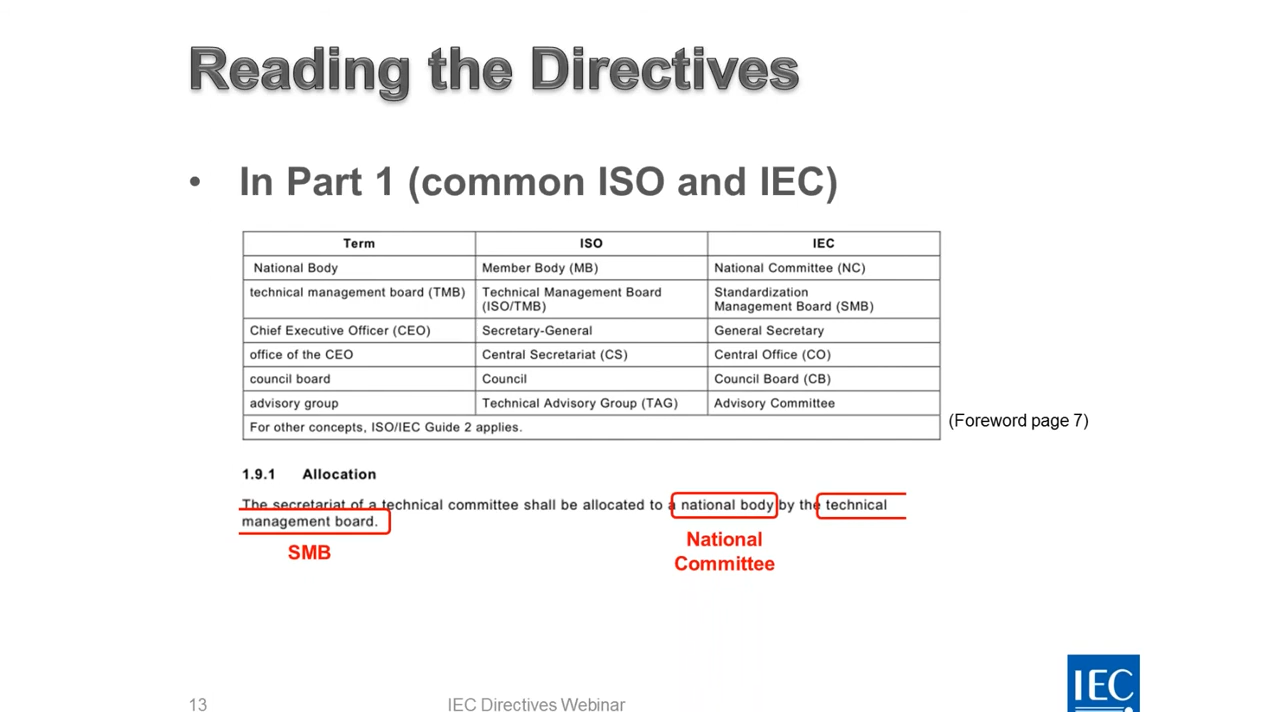 Reading the Directives
• In Part 1 (common ISO and IEC)
Term ISO IEC
National Body Member Body (MB) National Committee (NC)
technical management board (TMB) Technical Management Board (ISO/TMB) Standardization Management Board (SMB)
Chief Executive Officer (CEO) Secretary-General General Secretary
office of the CEO Central Secretariat (CS) Central Office (CO)
council board Council Council Board (CB)
advisory group Technical Advisory Group (TAG) Advisory Committee
For other concepts, ISO/IEC Guide 2 applies.
(Foreword page 7)
1.9.1 Allocation
The secretariat of a technical committee shall be allocated to a national body by the technical
management board.
SMB
National
Committee
13
IEC Directives Webinar
IEC